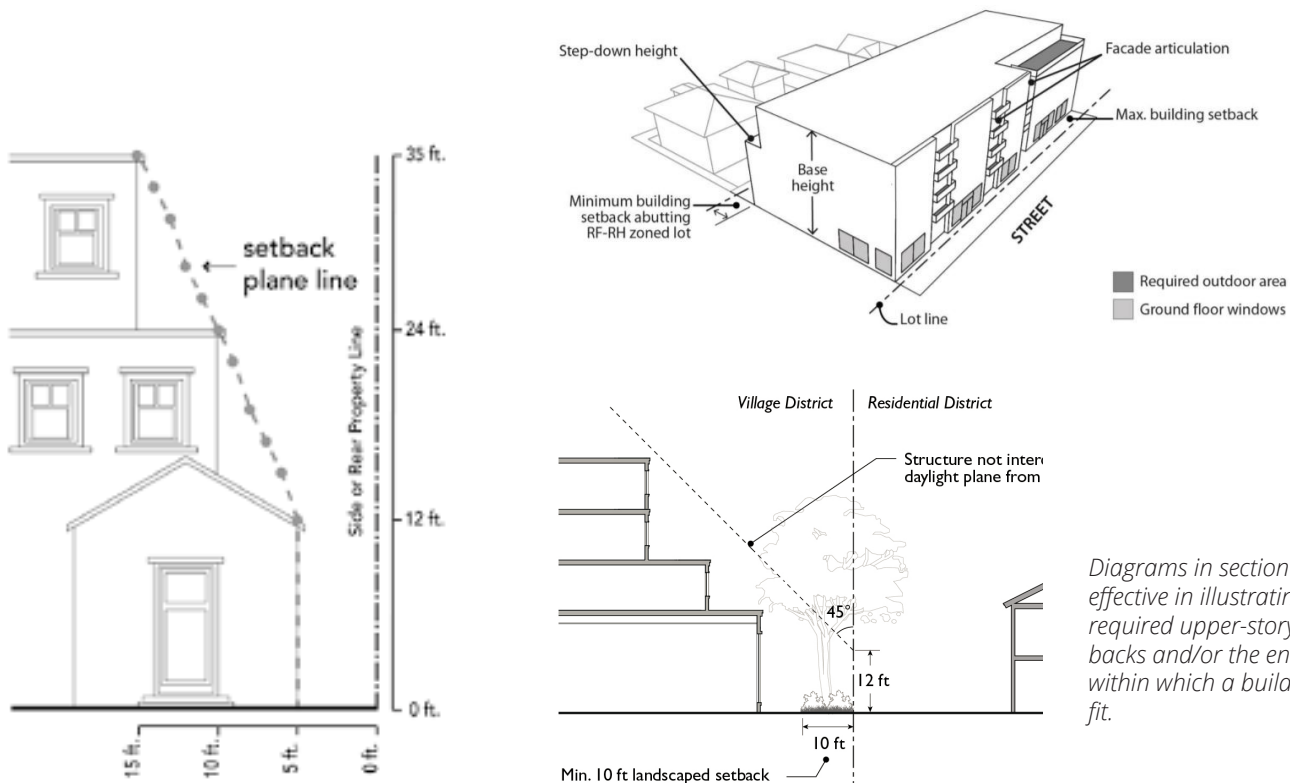 35 ft.
setback
plane line
24 ft.
Side or Rear Property Line
12 ft.
0 ft.
15 ft.
10 ft.
5 ft.
0 ft.
Step-down height
Facade articulation
Max. building setback
Base
height
Minimum building
setback abutting
RF-RH zoned lot
STREET
Required outdoor area
Ground floor windows
Lot line
Village District
Residential District
Structure not
daylight plane from
45°
12 ft
10 ft
Min. 10 ft landscaped setback
Diagrams in section
effective in
required upper-story
backs and/or the
within which a
fit.